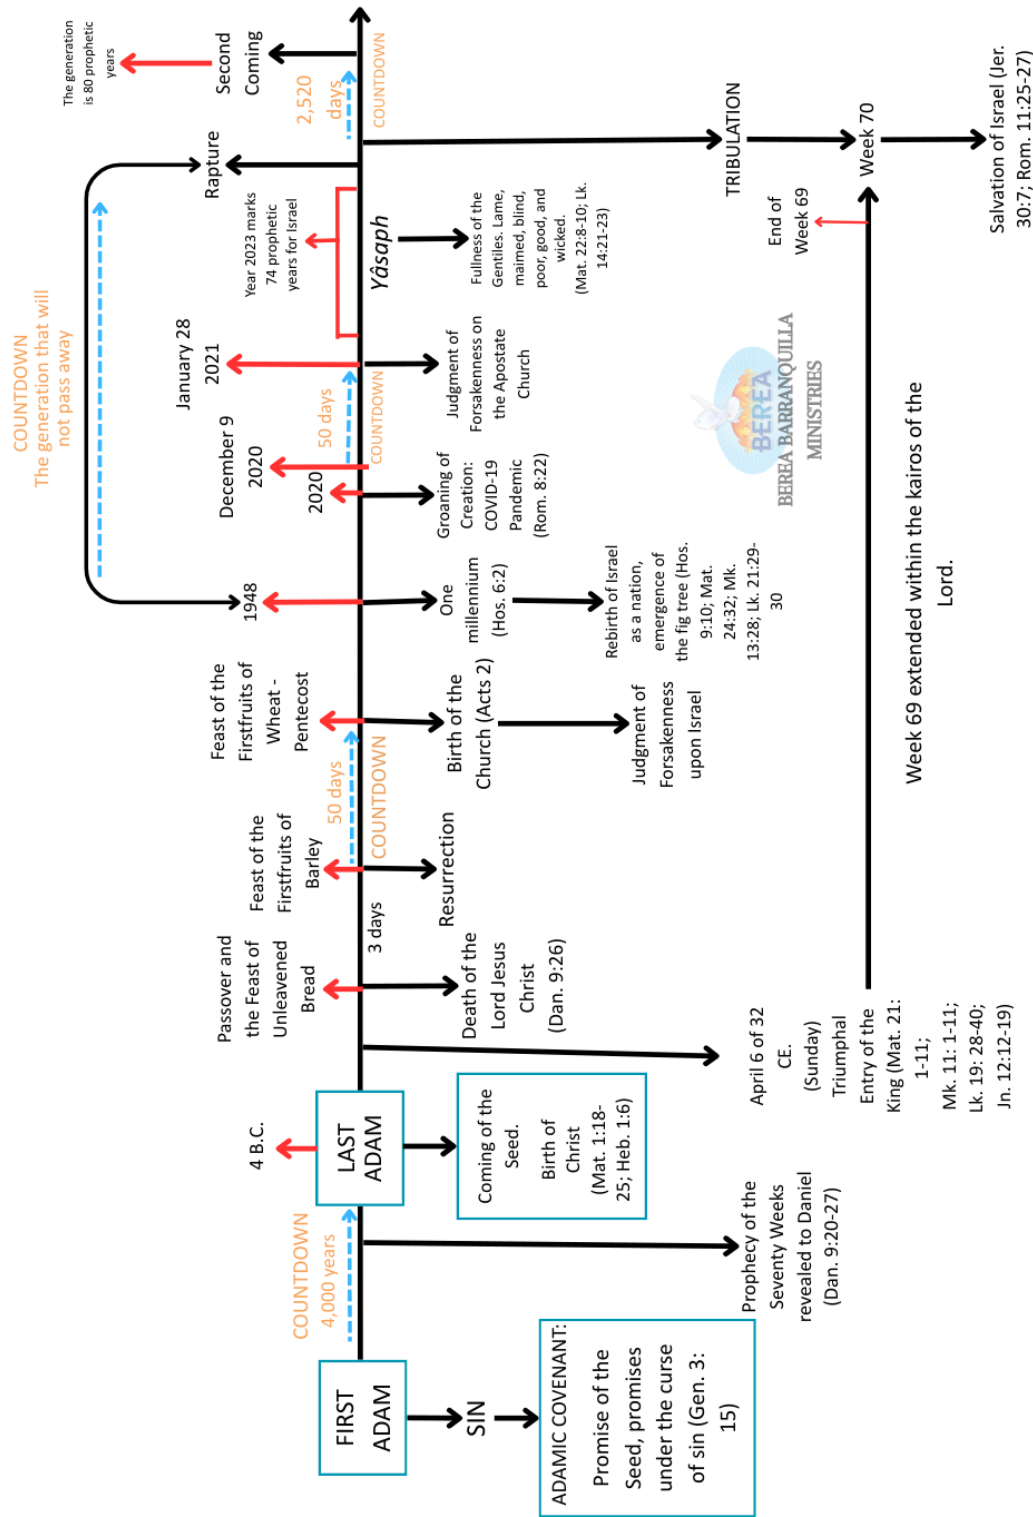 FIRST
ADAM
SIN
ADAMIC COVENANT:
Promise of the
Seed, promises
under the curse
of sin (Gen. 3:
15)
COUNTDOWN
4,000 years
Prophecy of the
Seventy Weeks
revealed to Daniel
(Dan. 9:20-27)
4 B.C.
LAST
ADAM
Coming of the
Seed.
Birth of
Christ
(Mat. 1:18-
25; Heb. 1:6)
April 6 of 32
CE.
(Sunday)
Triumphal
Entry of the
King (Mat. 21:
1-11;
Mk. 11: 1-11;
Lk. 19: 28-40;
Jn. 12:12-19)
Passover and
the Feast of
Unleavened
Bread
Death of the
Lord Jesus
Christ
(Dan. 9:26)
3 days
Feast of the
Firstfruits of
Barley
Resurrection
50 days
COUNTDOWN
Feast of the
Firstfruits of
Wheat -
Pentecost
Birth of the
Church (Acts 2)
Judgment of
Forsakenness
upon Israel
COUNTDOWN
The generation that will
not pass away
1948
One
millennium
(Hos. 6:2)
Rebirth of Israel
as a nation,
emergence of
the fig tree (Hos.
9:10; Mat.
24:32; Mk.
13:28; Lk. 21:29-
30
2020
Groaning of
Creation:
COVID-19
Pandemic
(Rom. 8:22)
December 9
2020
50 days
COUNTDOWN
January 28
2021
Judgment of
Forsakenness on
the Apostate
Church
Year 2023 marks
74 prophetic
years for Israel
Yâsaph
Fullness of the
Gentiles. Lame,
maimed, blind,
poor, good, and
wicked.
(Mat. 22:8-10; Lk.
14:21-23)
Rapture
2,520
days
COUNTDOWN
Second
Coming
The generation
is 80 prophetic
years
TRIBULATION
Week 70
Salvation of Israel (Jer.
30:7; Rom. 11:25-27)
End of
Week 69
Week 69 extended within the kairos of the
Lord.
BEREA
BEREA BARRANQUILLA
MINISTRIES